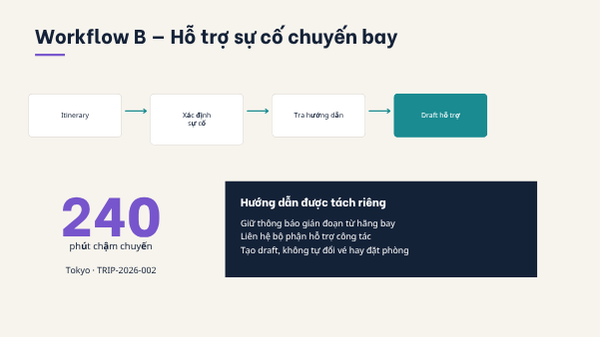 Workflow B – Hỗ trợ sự cố chuyến bay
Itinerary
Xác định
sự cố
Tra hướng dẫn
Draft hỗ trợ
240
phút chậm chuyến
Tokyo · TRIP-2026-002
Hướng dẫn được tách riêng
Giữ thông báo gián đoạn từ hãng bay
Liên hệ bộ phận hỗ trợ công tác
Tạo draft, không tự đổi vé hay đặt phòng